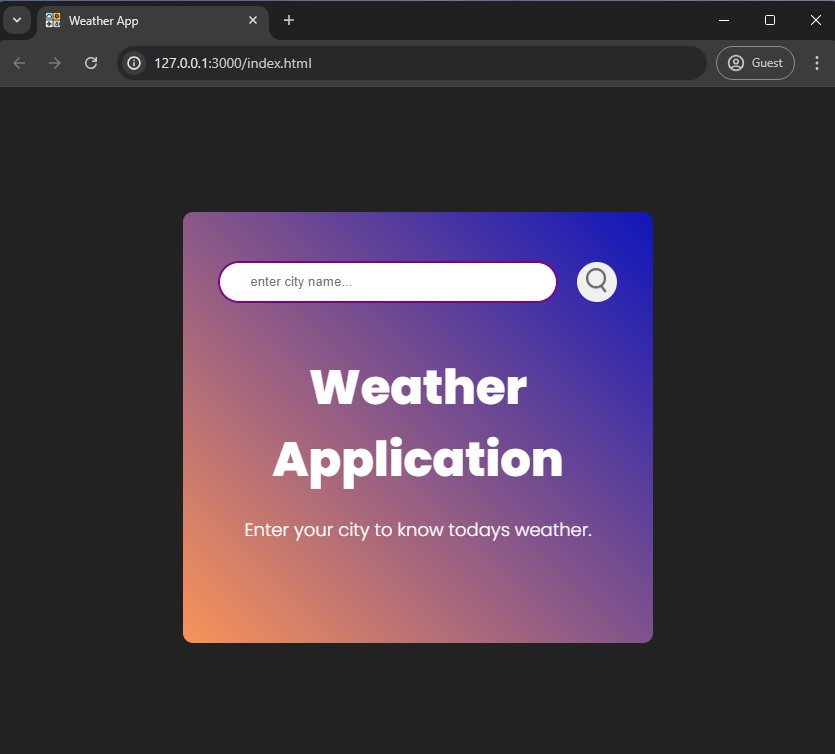 Weather App
127.0.0.1:3000/index.html
Guest
enter city name...
Weather
Application
Enter your city to know todays weather.